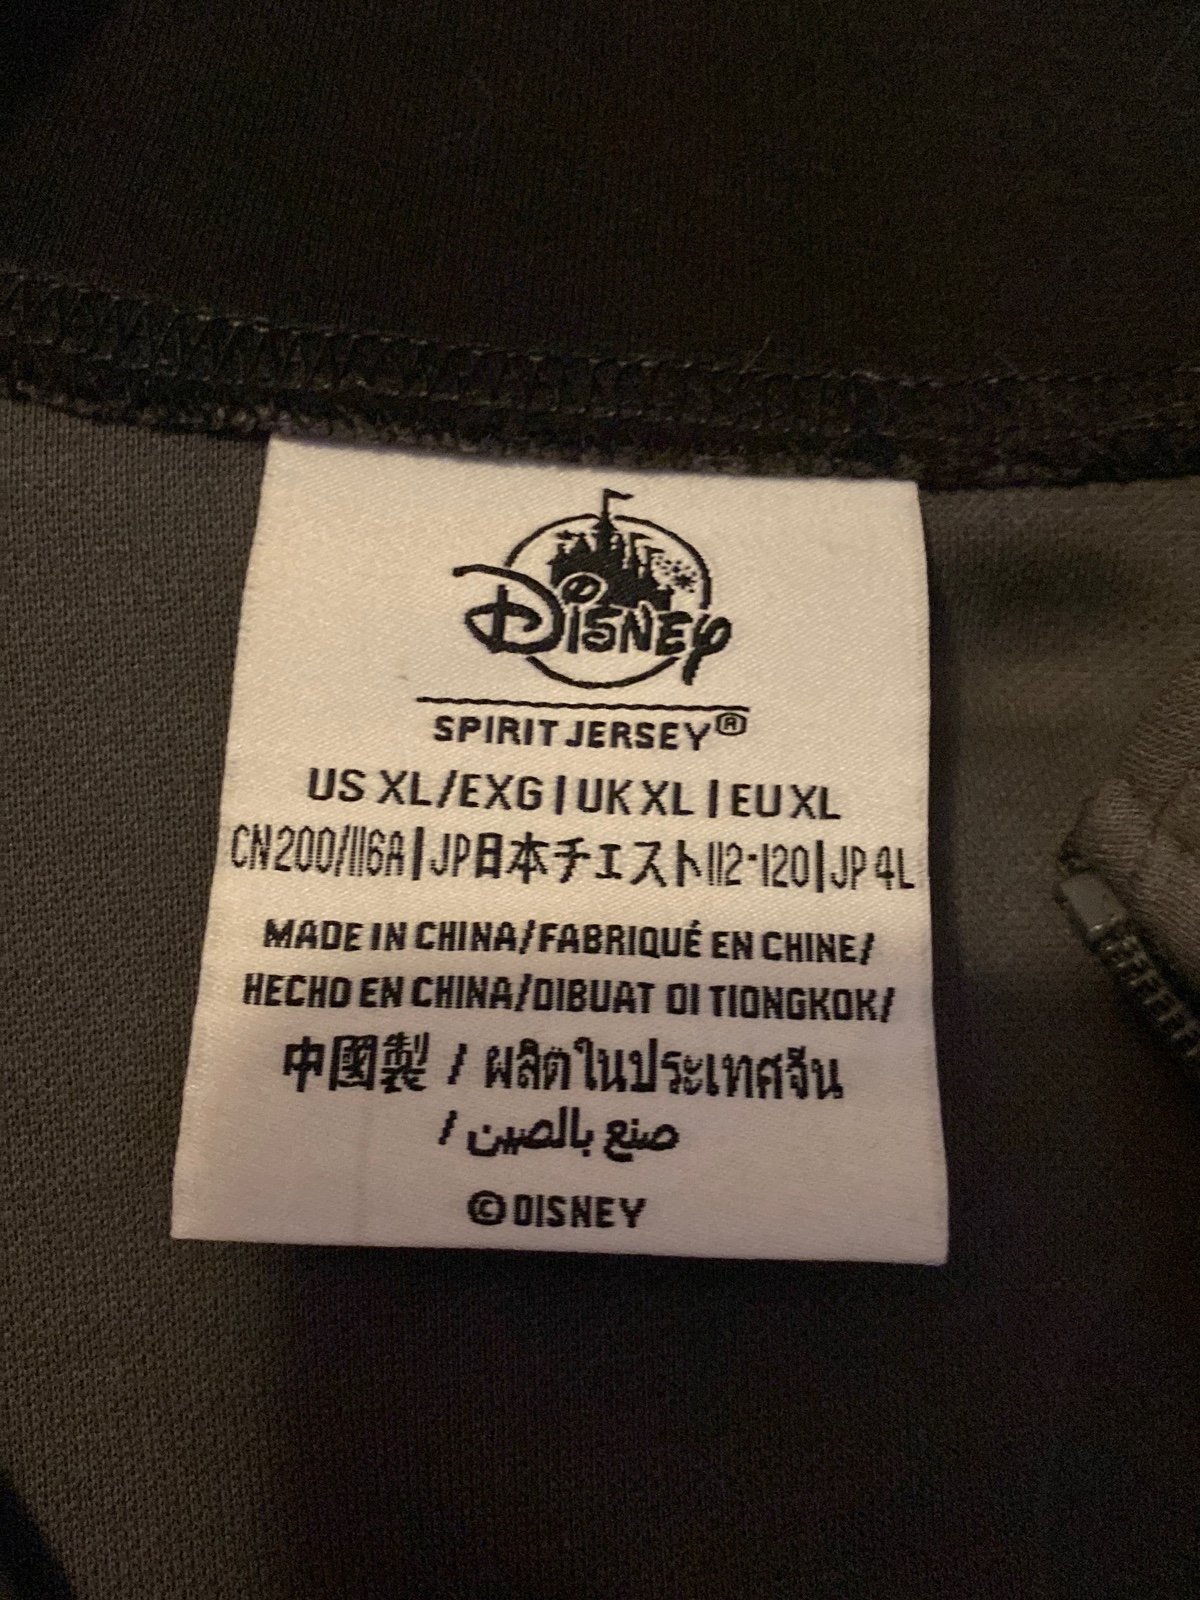 DISNEY
SPIRIT JERSEY®
US XL/EXG | UK XL | EU XL
CN 200/116A | JP日本チェスト112-120 | JP 4L
MADE IN CHINA/FABRIQUÉ EN CHINE/
HECHO EN CHINA/DIBUAT DI TIONGKOK/
中國製 / ผลิตในประเทศจีน
صنع بالصين /
©DISNEY